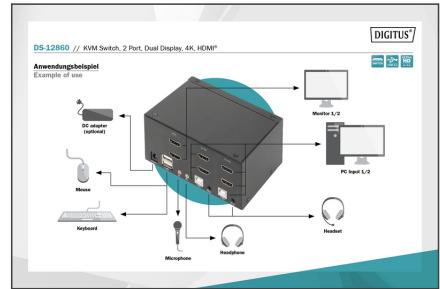 DIGITUS®
DS-12860 // KVM Switch, 2 Port, Dual Display, 4K, HDMI®
Anwendungsbeispiel
Example of use
DC adapter
(optional)
Monitor 1/2
PC Input 1/2
Mouse
Keyboard
Microphone
Headphone
Headset